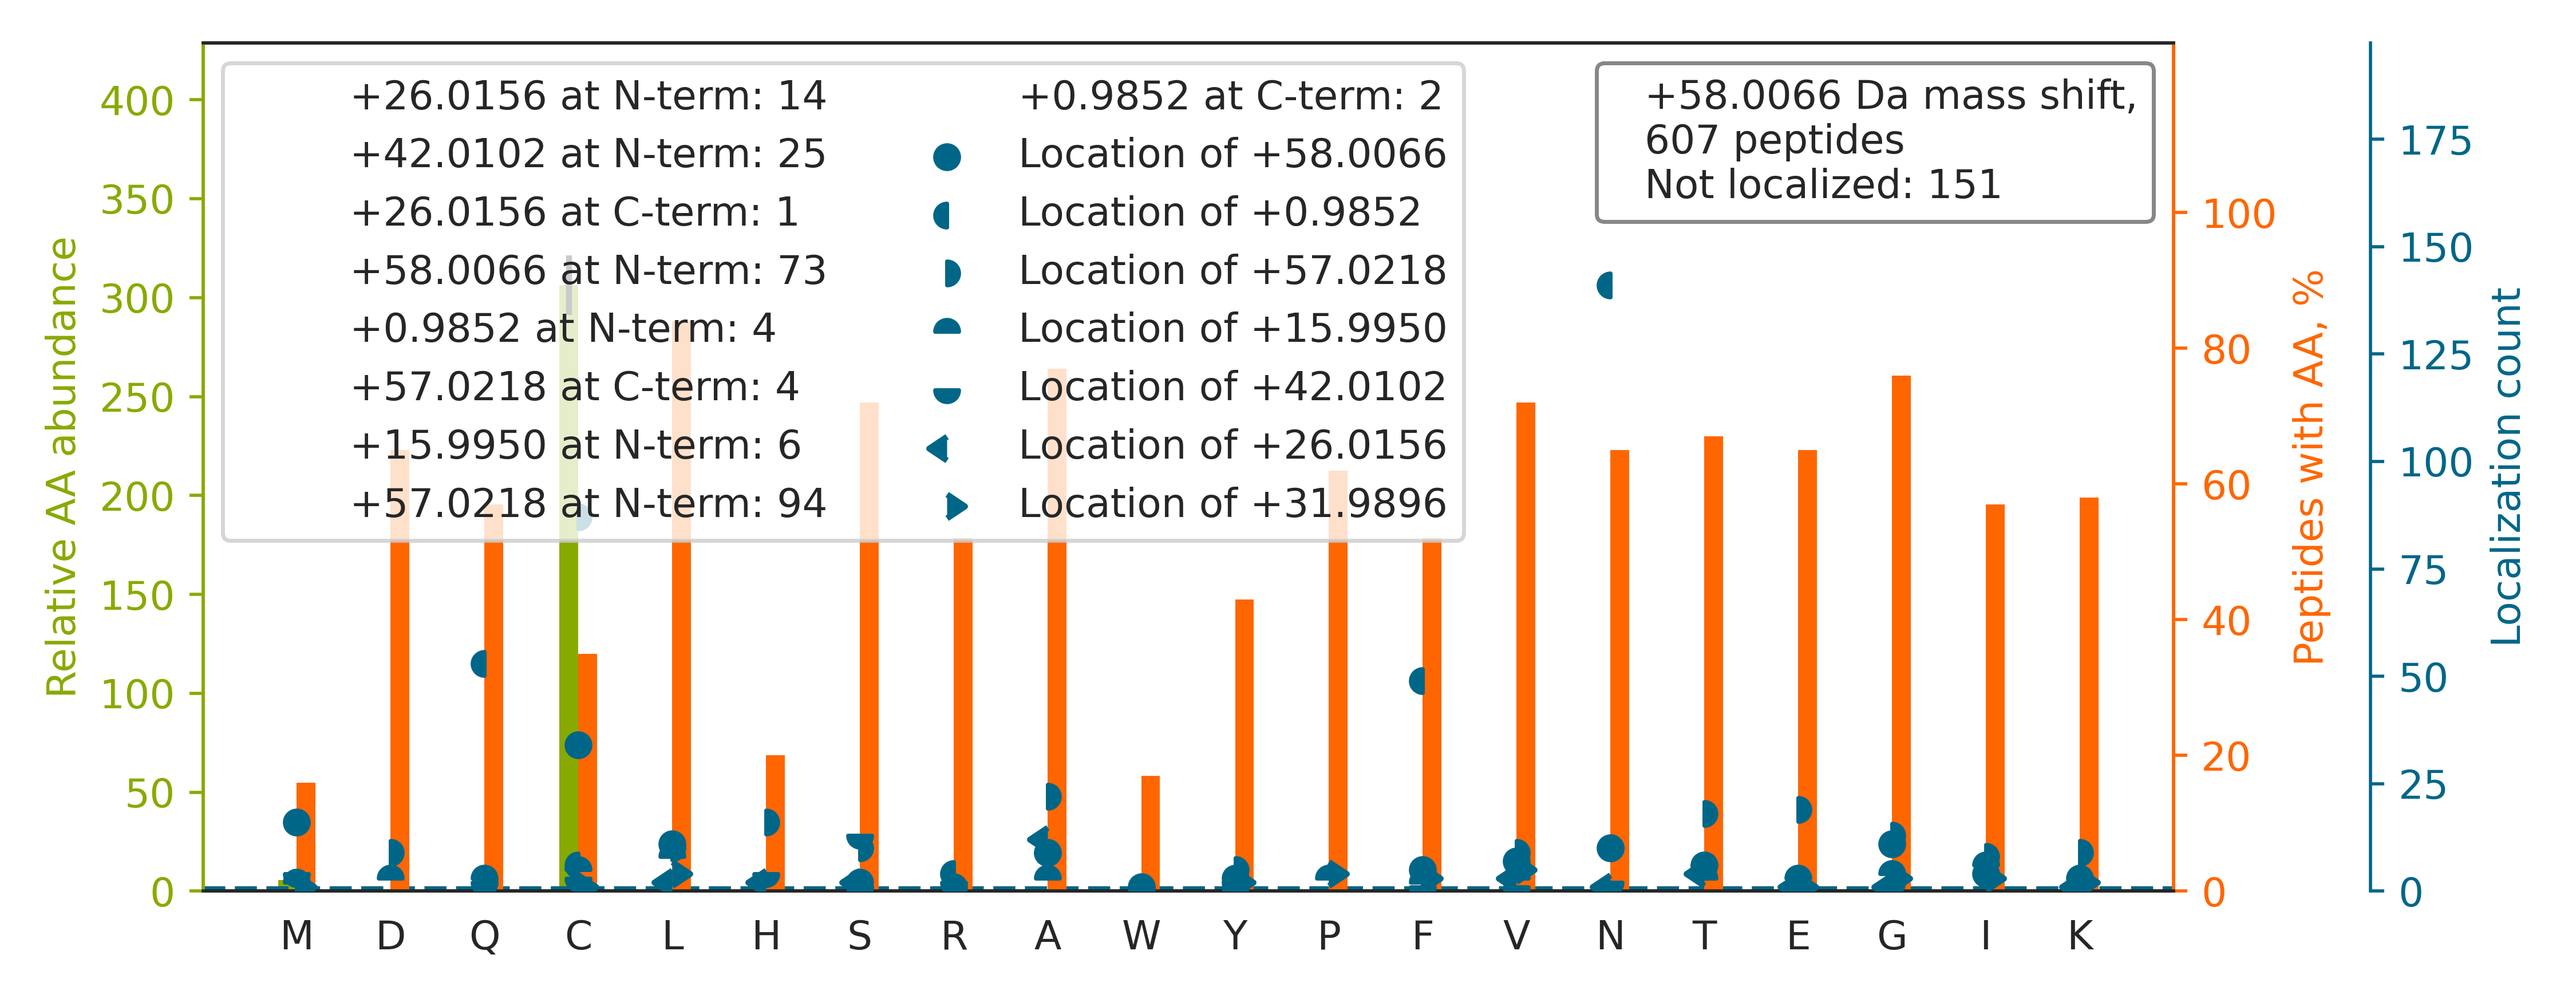 +26.0156 at N-term: 14
+42.0102 at N-term: 25
+26.0156 at C-term: 1
+58.0066 at N-term: 73
+0.9852 at N-term: 4
+57.0218 at C-term: 4
+15.9950 at N-term: 6
+57.0218 at N-term: 94
+0.9852 at C-term: 2
Location of +58.0066
Location of +0.9852
Location of +57.0218
Location of +15.9950
Location of +42.0102
Location of +26.0156
Location of +31.9896
+58.0066 Da mass shift,
607 peptides
Not localized: 151
Relative AA abundance
400
350
300
250
200
150
100
50
0
M D Q C L H S R A W Y P F V N T E G I K
100
80
60
40
20
0
Peptides with AA, %
175
150
125
100
75
50
25
0
Localization count